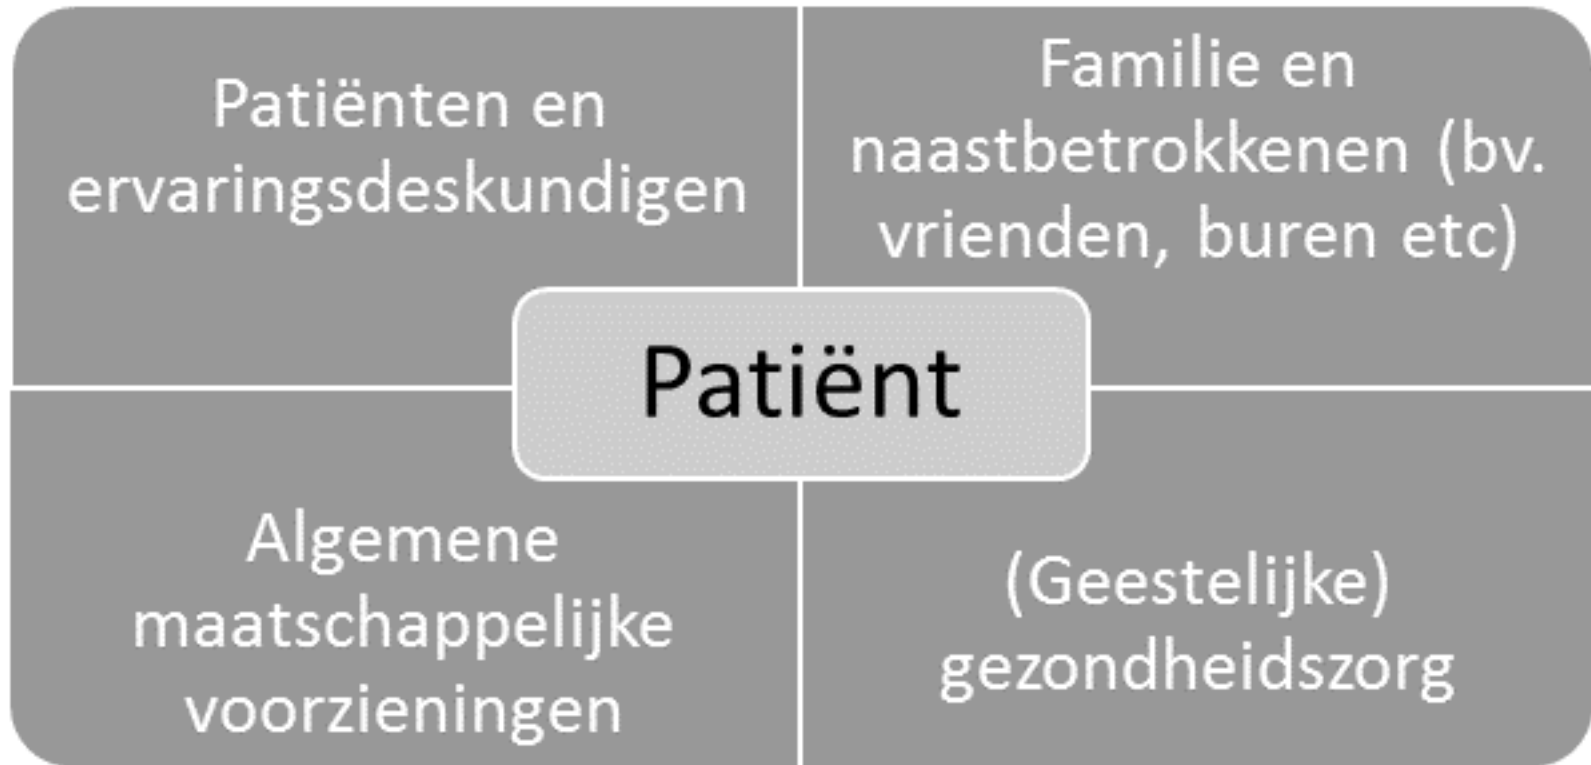 Patiënten en
ervaringsdeskundigen
Familie en
naastbetrokkenen (bv.
vrienden, buren etc)
Patiënt
Algemene
maatschappelijke
voorzieningen
(Geestelijke)
gezondheidszorg